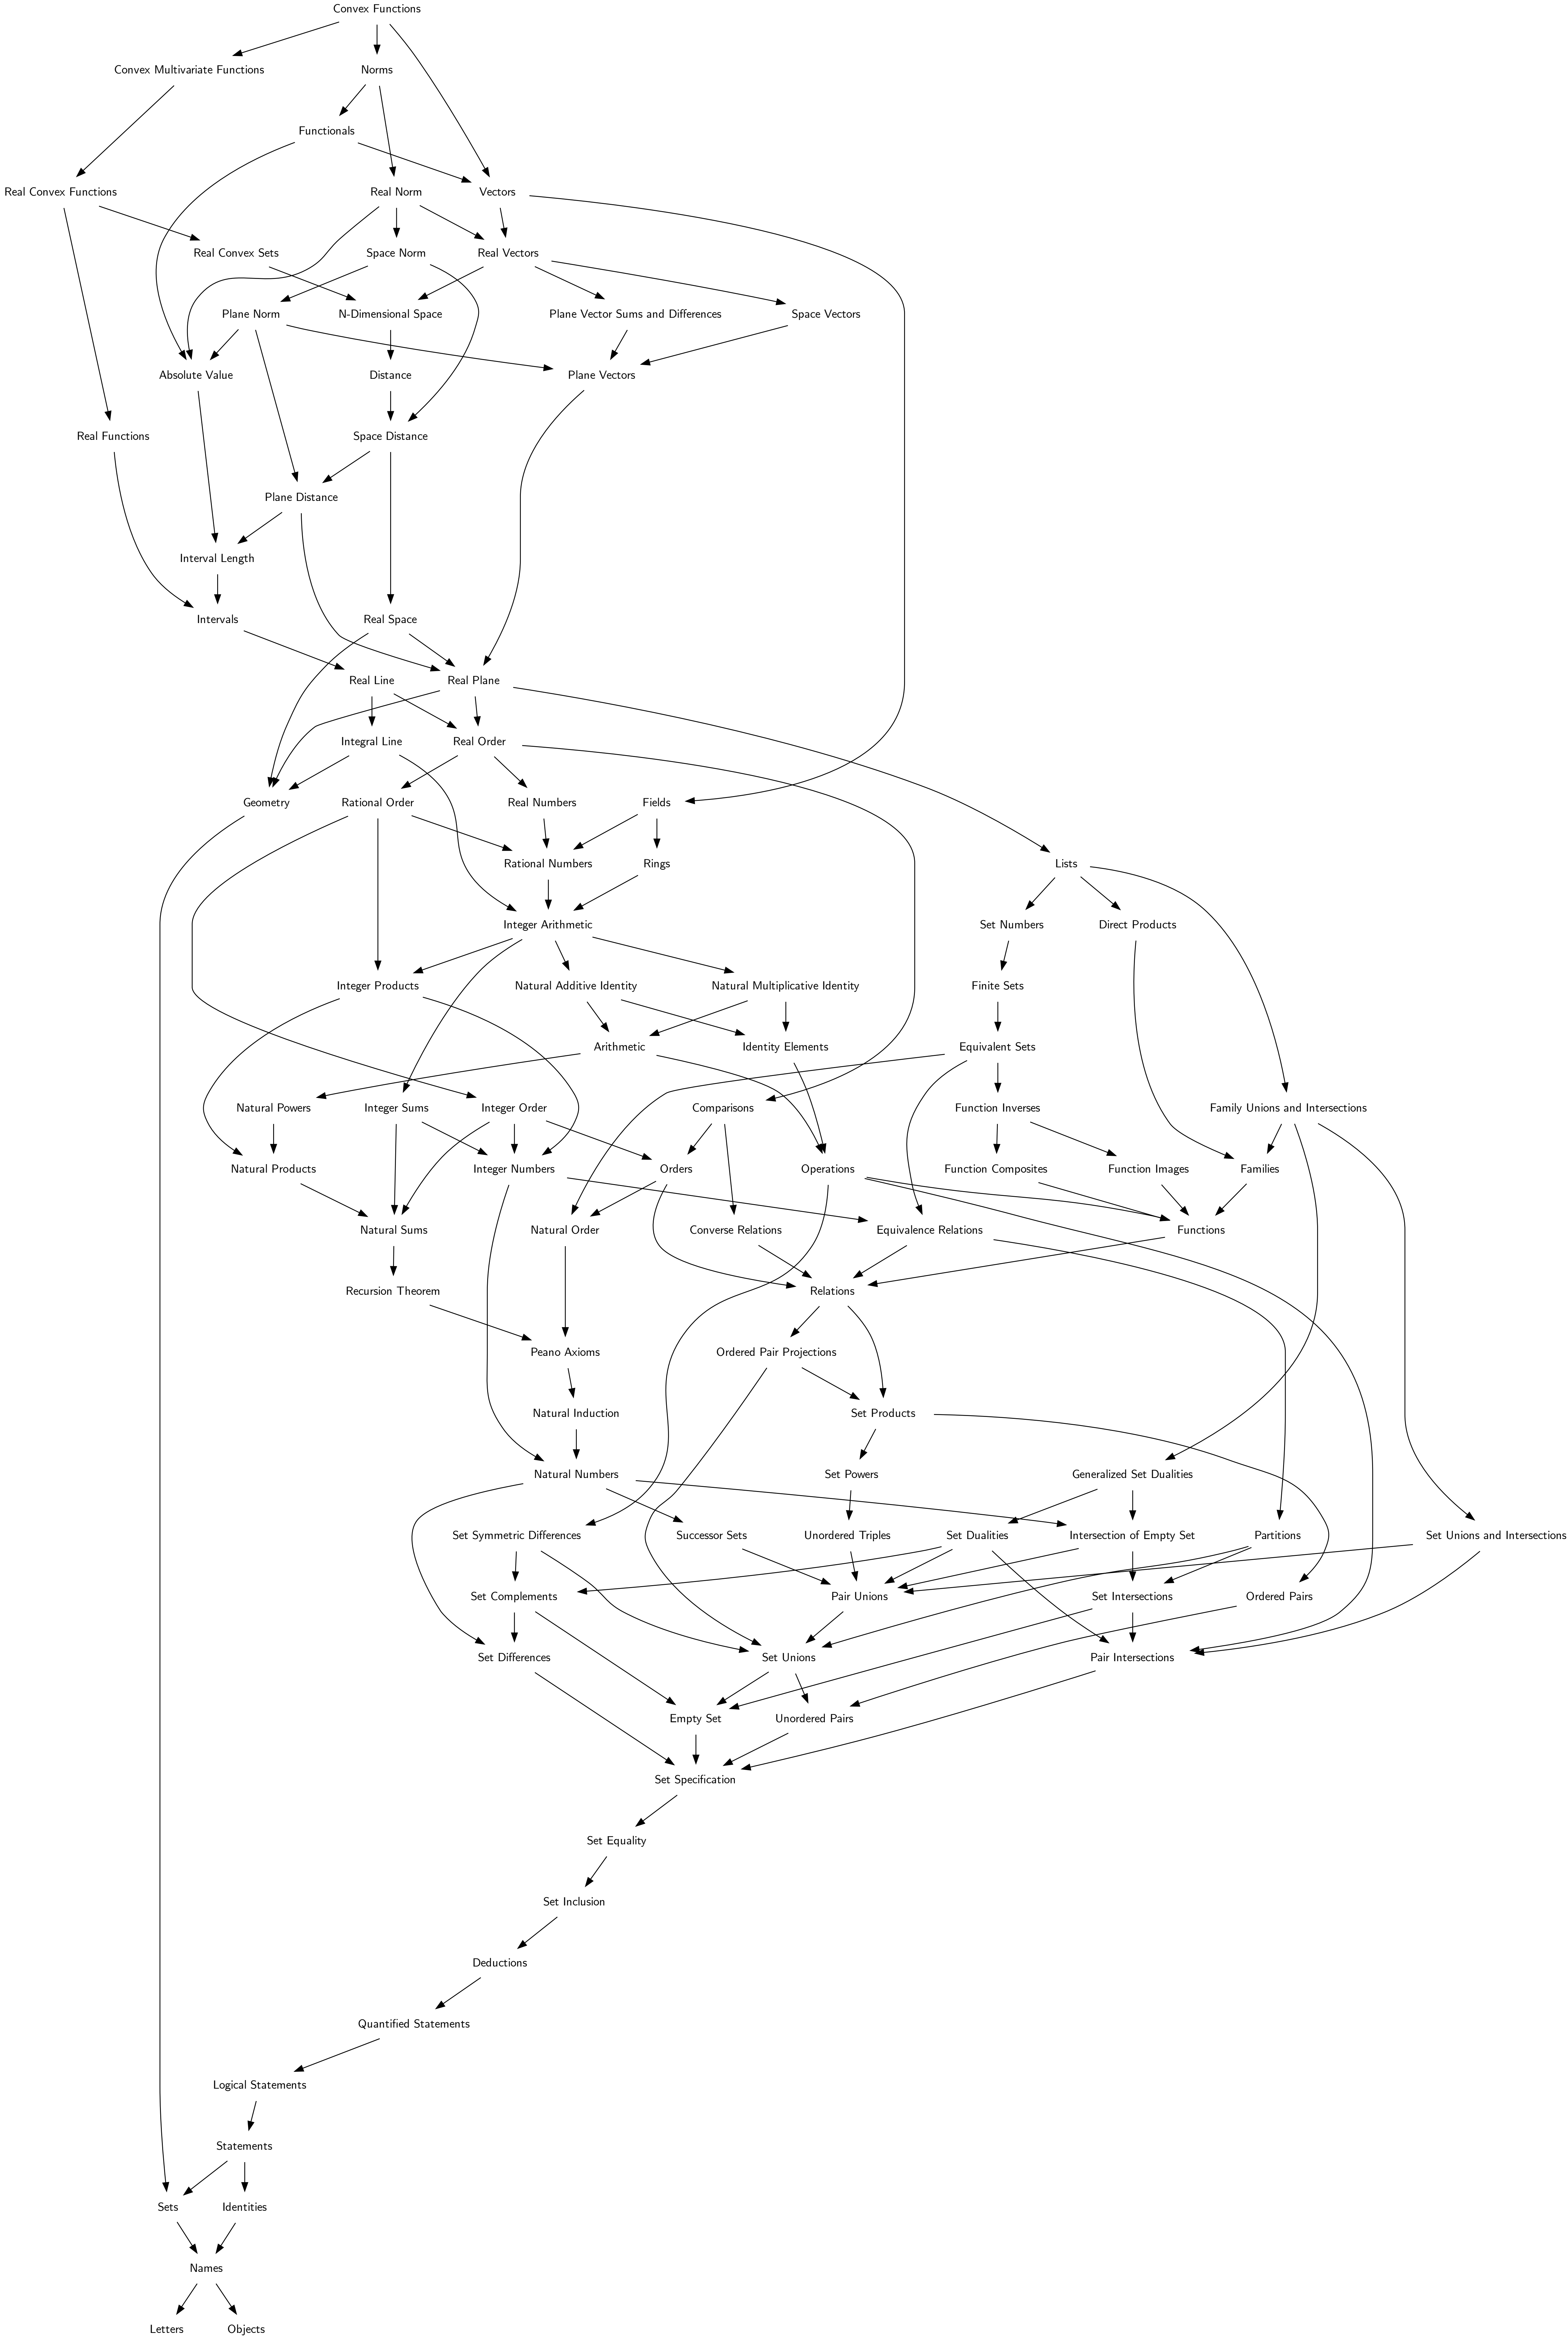 Convex Functions
Convex Multivariate Functions
Norms
Functionals
Real Convex Functions
Real Norm
Vectors
Real Convex Sets
Space Norm
Real Vectors
Plane Norm
N-Dimensional Space
Plane Vector Sums and Differences
Space Vectors
Absolute Value
Distance
Plane Vectors
Real Functions
Space Distance
Plane Distance
Interval Length
Intervals
Real Space
Real Line
Real Plane
Integral Line
Real Order
Geometry
Rational Order
Real Numbers
Fields
Rational Numbers
Rings
Lists
Integer Arithmetic
Set Numbers
Direct Products
Integer Products
Natural Additive Identity
Natural Multiplicative Identity
Finite Sets
Arithmetic
Identity Elements
Equivalent Sets
Natural Powers
Integer Sums
Integer Order
Comparisons
Function Inverses
Family Unions and Intersections
Natural Products
Integer Numbers
Orders
Operations
Function Composites
Function Images
Families
Natural Sums
Natural Order
Converse Relations
Equivalence Relations
Functions
Recursion Theorem
Relations
Peano Axioms
Ordered Pair Projections
Natural Induction
Set Products
Natural Numbers
Set Powers
Generalized Set Dualities
Set Symmetric Differences
Successor Sets
Unordered Triples
Set Dualities
Intersection of Empty Set
Partitions
Set Unions and Intersections
Set Complements
Pair Unions
Set Intersections
Ordered Pairs
Set Differences
Set Unions
Pair Intersections
Empty Set
Unordered Pairs
Set Specification
Set Equality
Set Inclusion
Deductions
Quantified Statements
Logical Statements
Statements
Sets
Identities
Names
Letters
Objects